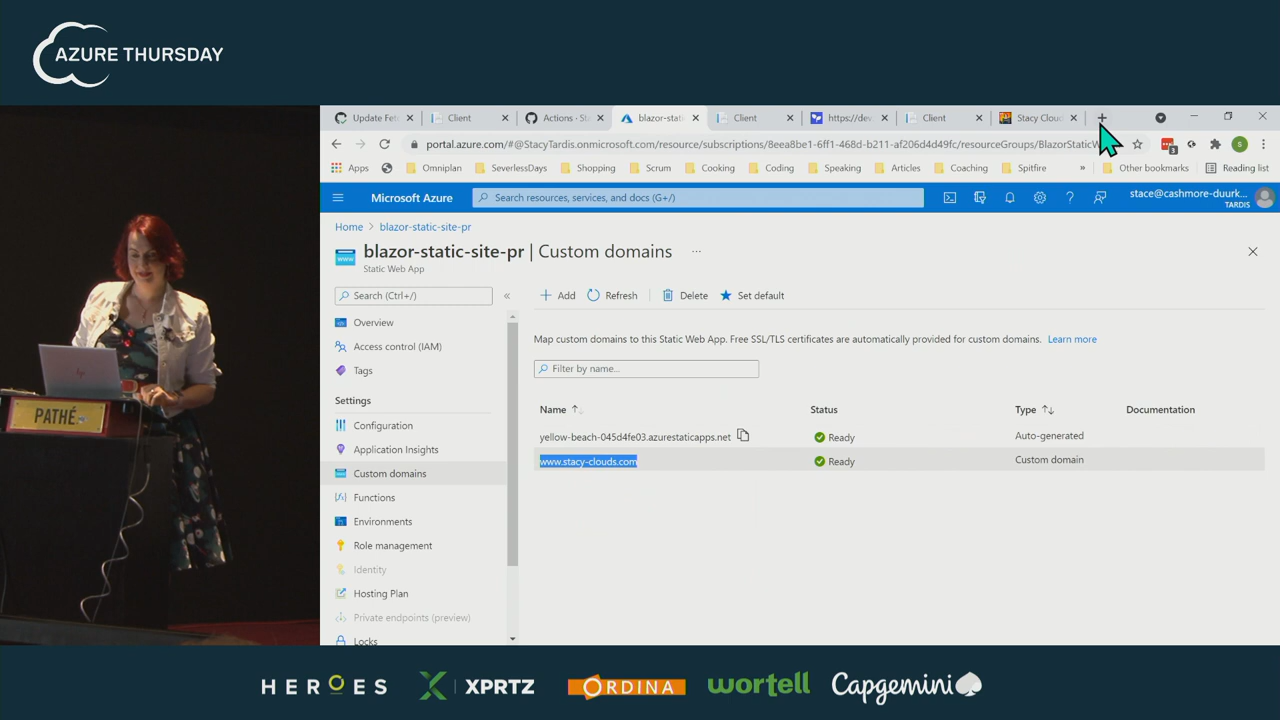 AZURE THURSDAY
PATHÉ
Update Fetc
Client
Actions · Sta
blazor-stati
Client
https://dev.
Client
Stacy Cloud
portal.azure.com/#@StacyTardis.onmicrosoft.com/resource/subscriptions/8eea8be1-6ff1-468d-b211-af206d4d49fc/resourceGroups/BlazorStaticW
S
Apps
Omniplan
SeverlessDays
Shopping
Scrum
Cooking
Coding
Speaking
Articles
Coaching
Spitfire
»
Other bookmarks
Reading list
Microsoft Azure
Search resources, services, and docs (G+/)
stace@cashmore-duurk...
TARDIS
Home > blazor-static-site-pr
blazor-static-site-pr | Custom domains ...
Static Web App
Search (Ctrl+/)
«
Overview
Access control (IAM)
Tags
Settings
Configuration
Application Insights
Custom domains
Functions
Environments
Role management
Identity
Hosting Plan
Private endpoints (preview)
Locks
Add
Refresh
Delete
Set default
Map custom domains to this Static Web App. Free SSL/TLS certificates are automatically provided for custom domains. Learn more
Filter by name...
Name ↑↓ Status Type ↑↓ Documentation
yellow-beach-045d4fe03.azurestaticapps.net Ready Auto-generated
www.stacy-clouds.com Ready Custom domain
HEROES
XPRTZ
ORDINA
wortell
Capgemini